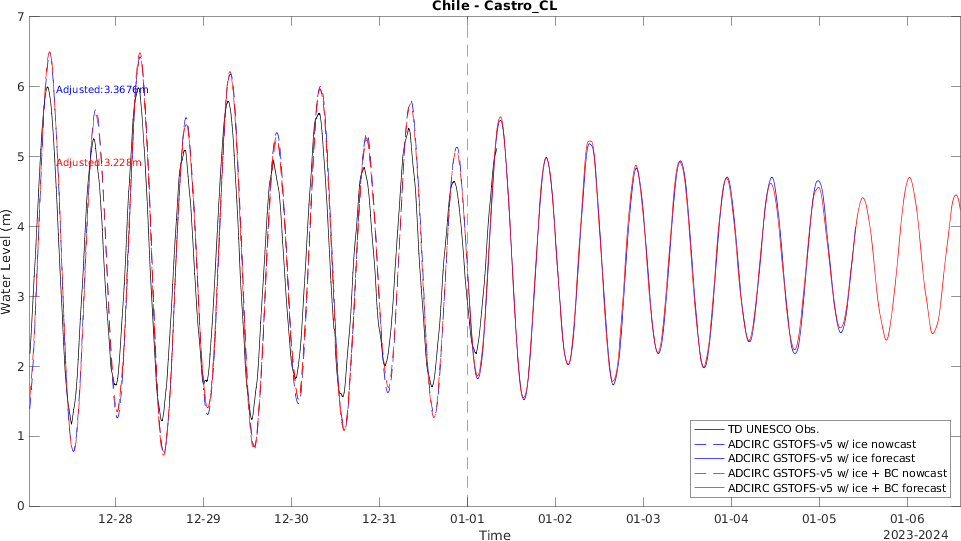 Chile - Castro_CL
7
6
5
4
3
2
1
0
Water Level (m)
Adjusted:3.3676m
Adjusted:3.228m
TD UNESCO Obs.
ADCIRC GSTOFS-v5 w/ ice nowcast
ADCIRC GSTOFS-v5 w/ ice forecast
ADCIRC GSTOFS-v5 w/ ice + BC nowcast
ADCIRC GSTOFS-v5 w/ ice + BC forecast
12-28 12-29 12-30 12-31 01-01 01-02 01-03 01-04 01-05 01-06
Time
2023-2024